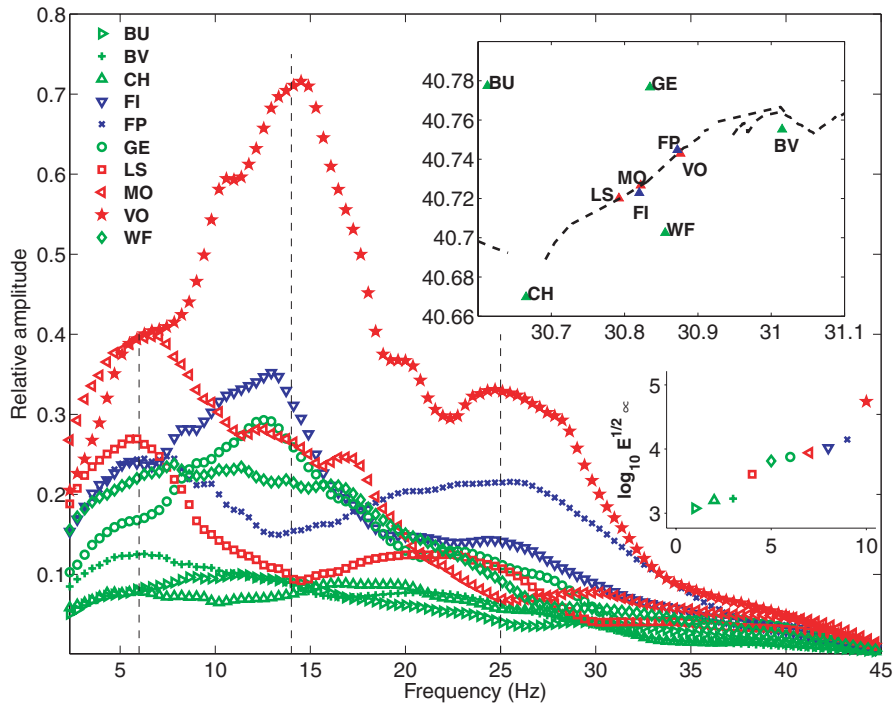 0.8
0.7
0.6
0.5
0.4
0.3
0.2
0.1
Relative amplitude
5 10 15 20 25 30 35 40 45
Frequency (Hz)
BU
BV
CH
FI
FP
GE
LS
MO
VO
WF
40.78
40.76
40.74
40.72
40.7
40.68
40.66
30.7 30.8 30.9 31 31.1
BU
GE
FP
BV
VO
MO
LS
FI
WF
CH
log10 E^1/2 ∝
5
4
3
0 5 10